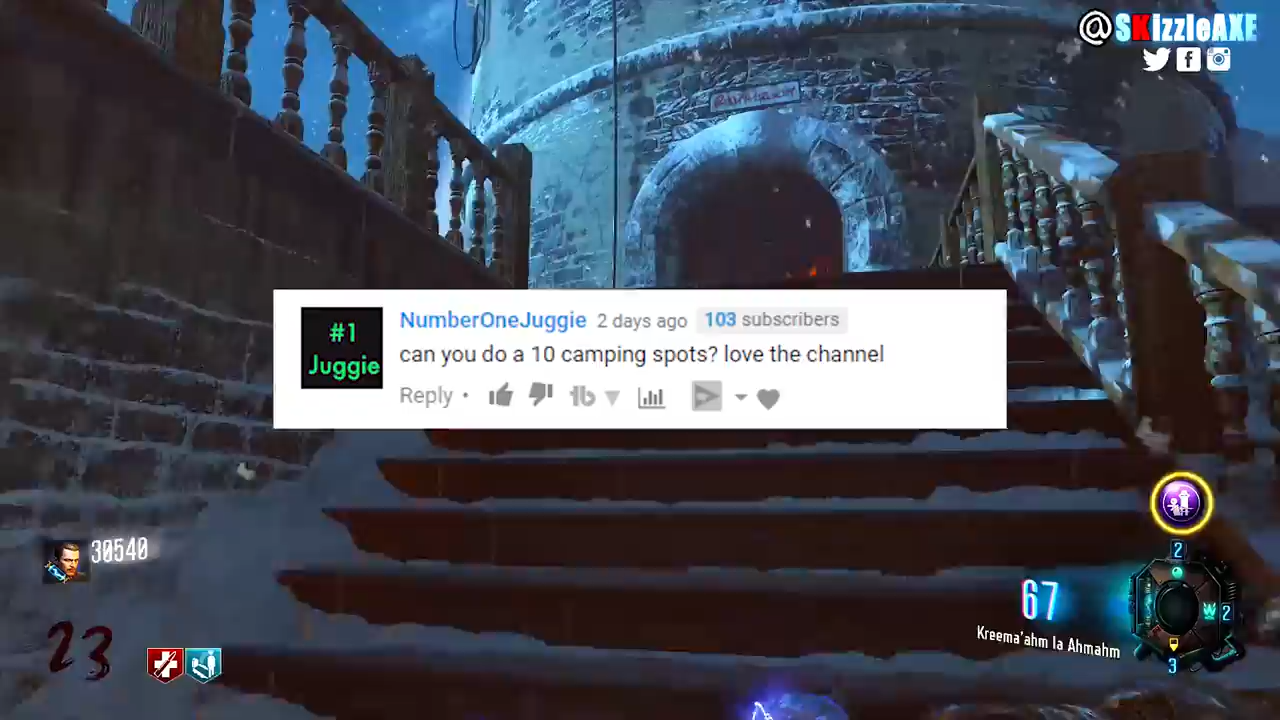 @SKizzleAXE
#1
Juggie
NumberOneJuggie 2 days ago 103 subscribers
can you do a 10 camping spots? love the channel
Reply •
30540
23
67
Kreema'ahm la Ahmahm
2
2
3